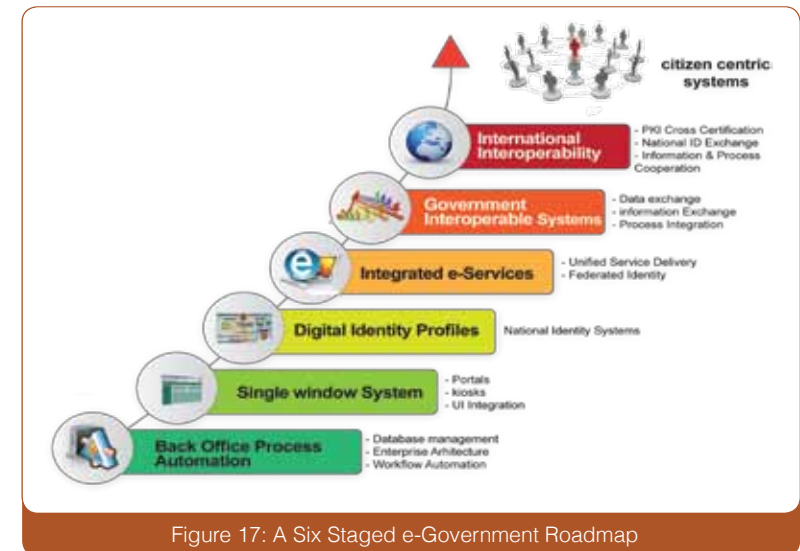 citizen centric
systems
International
Interoperability
- PKI Cross Certification
- National ID Exchange
- Information & Process
Cooperation
Government
Interoperable Systems
- Data exchange
- information Exchange
- Process Integration
Integrated e-Services
- Unified Service Delivery
- Federated Identity
Digital Identity Profiles
National Identity Systems
Single window System
- Portals
- kiosks
- UI Integration
Back Office Process
Automation
- Database management
- Enterprise Arhitecture
- Workflow Automation
Figure 17: A Six Staged e-Government Roadmap